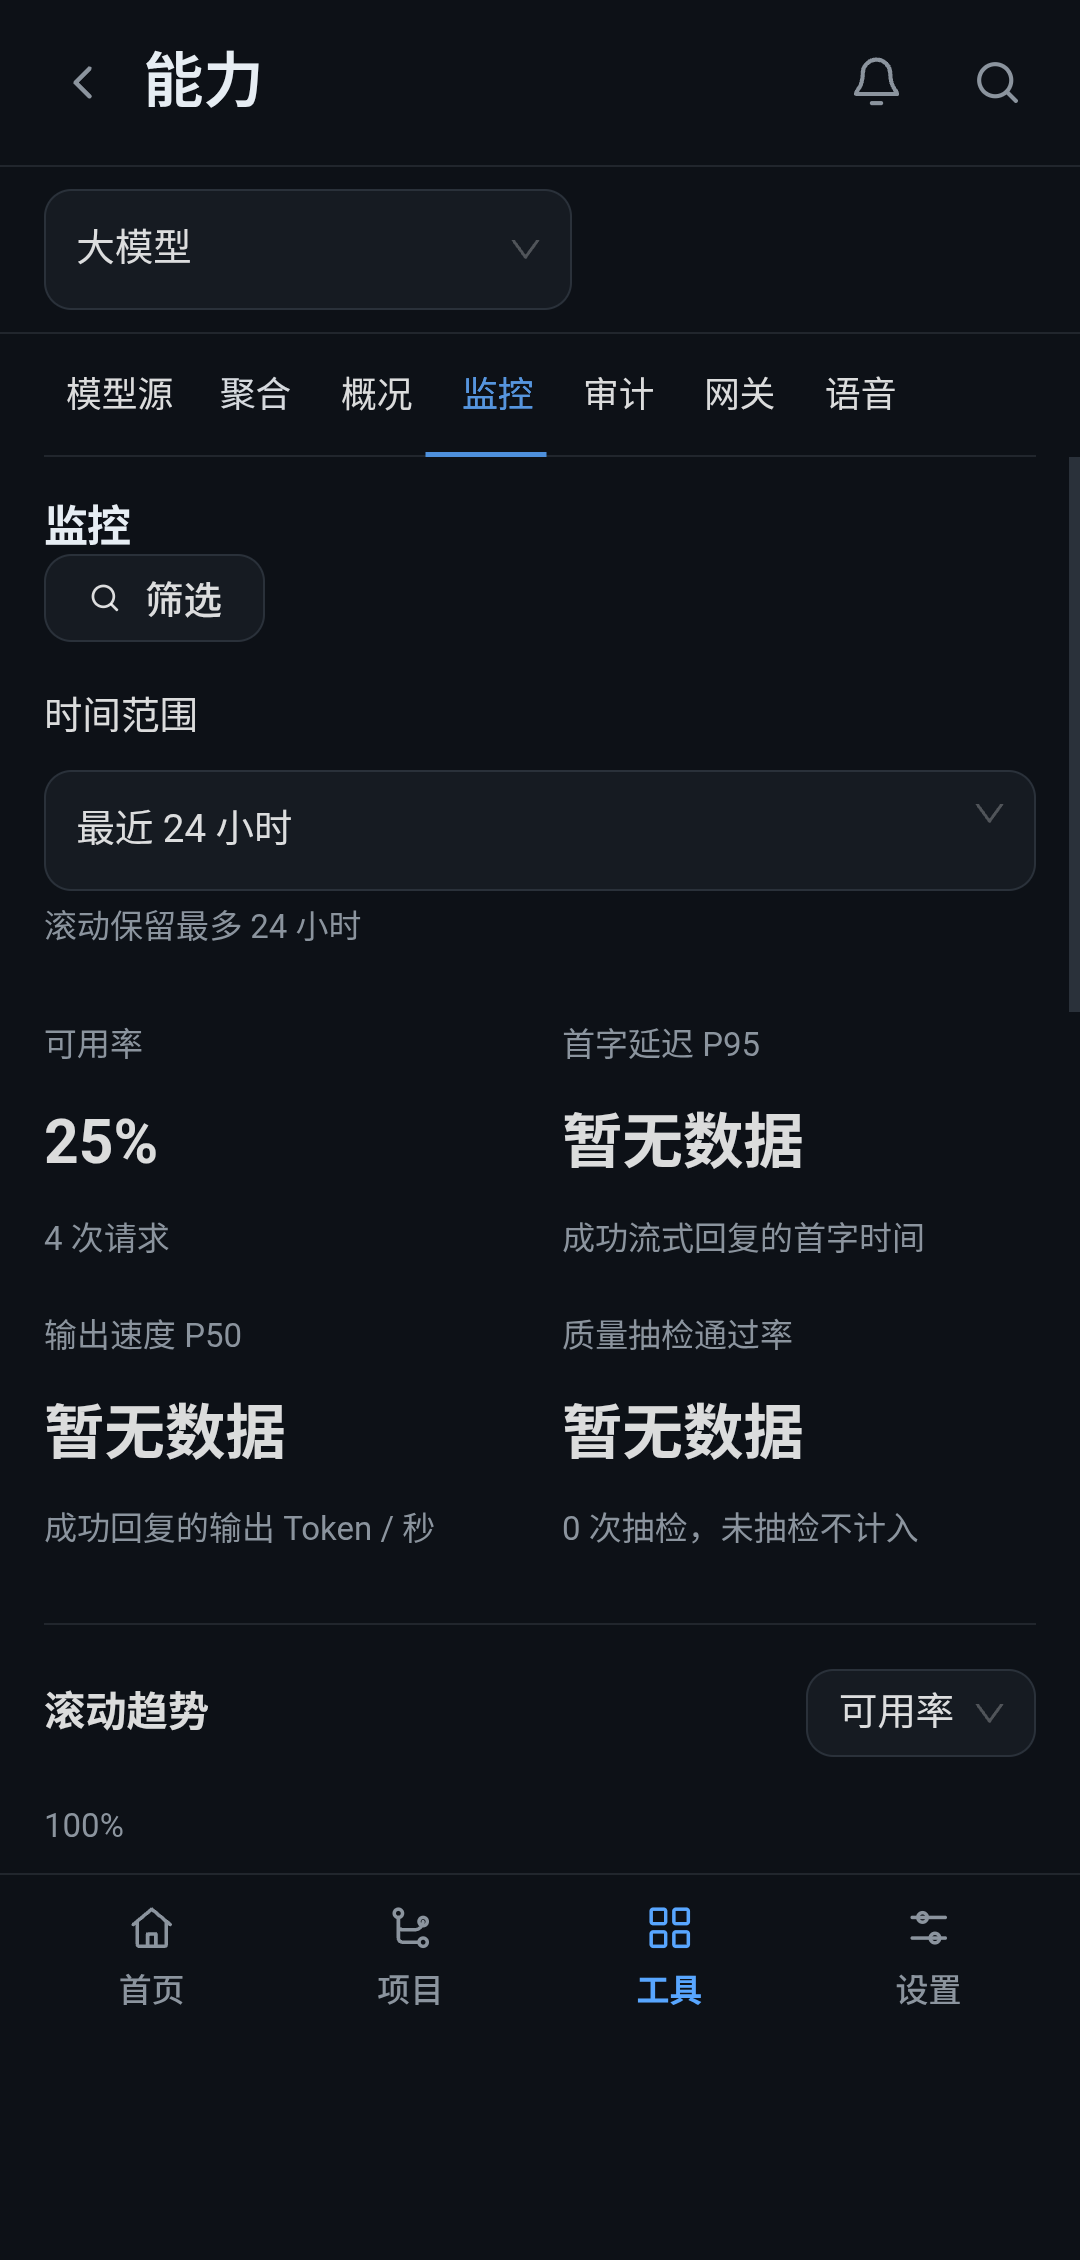 能力
大模型
模型源 聚合 概况 监控 审计 网关 语音
监控
筛选
时间范围
最近 24 小时
滚动保留最多 24 小时
可用率 首字延迟 P95
25% 暂无数据
4 次请求 成功流式回复的首字时间
输出速度 P50 质量抽检通过率
暂无数据 暂无数据
成功回复的输出 Token / 秒 0 次抽检，未抽检不计入
滚动趋势 可用率
100%
首页 项目 工具 设置